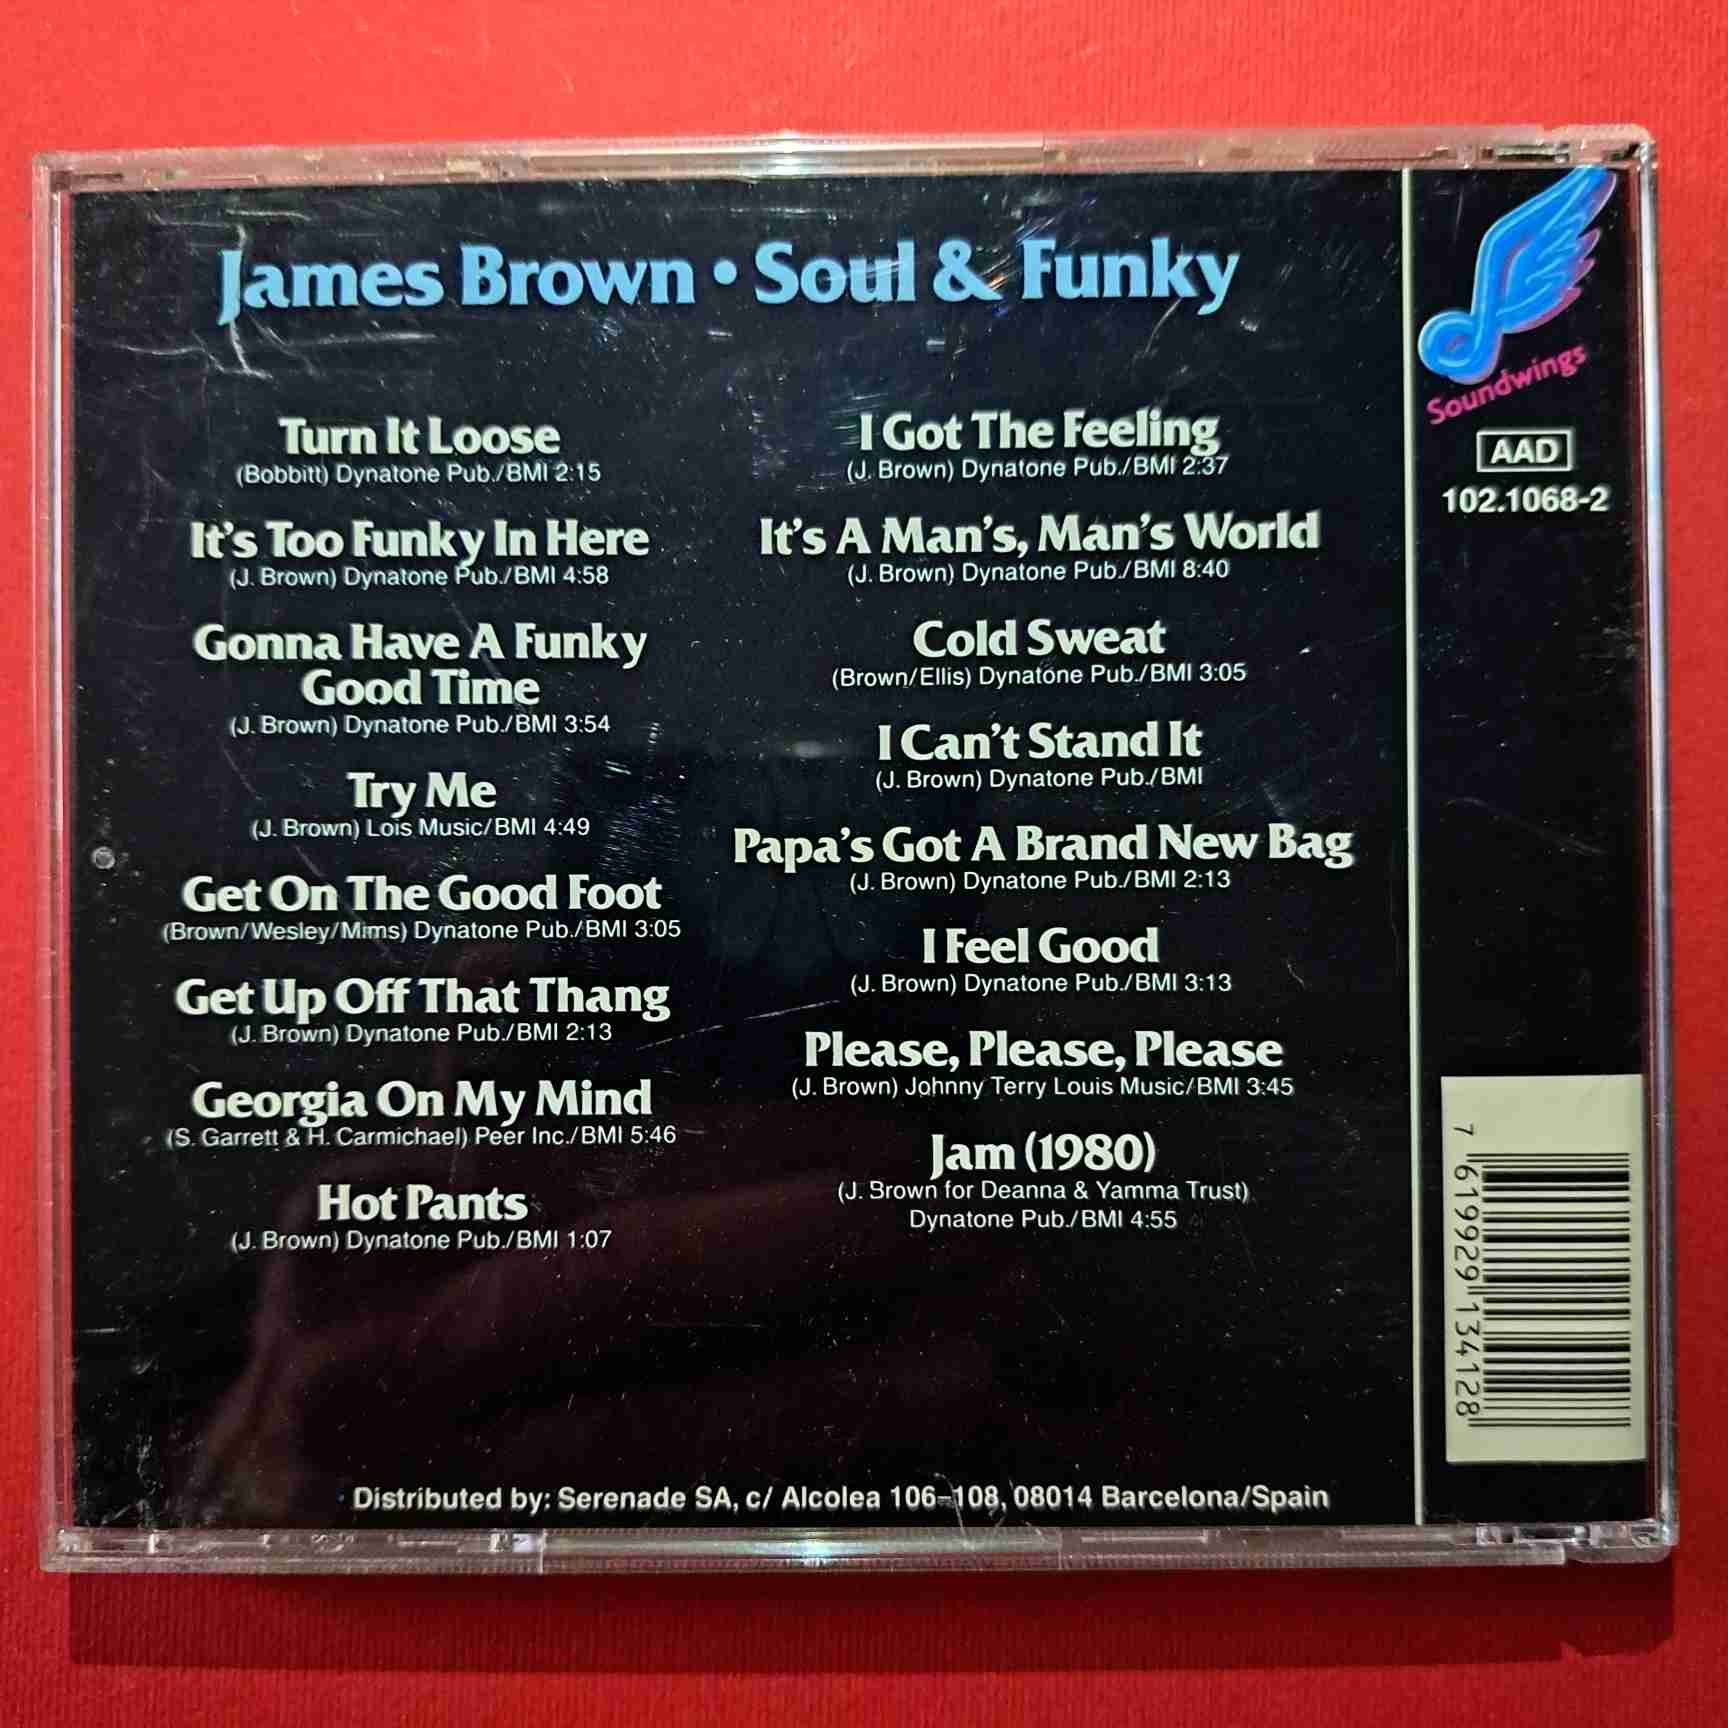 James Brown • Soul & Funky
Turn It Loose
(Bobbitt) Dynatone Pub./BMI 2:15
It's Too Funky In Here
(J. Brown) Dynatone Pub./BMI 4:58
Gonna Have A Funky
Good Time
(J. Brown) Dynatone Pub./BMI 3:54
Try Me
(J. Brown) Lois Music/BMI 4:49
Get On The Good Foot
(Brown/Wesley/Mims) Dynatone Pub./BMI 3:05
Get Up Off That Thang
(J. Brown) Dynatone Pub./BMI 2:13
Georgia On My Mind
(S. Garrett & H. Carmichael) Peer Inc./BMI 5:46
Hot Pants
(J. Brown) Dynatone Pub./BMI 1:07
I Got The Feeling
(J. Brown) Dynatone Pub./BMI 2:37
It's A Man's, Man's World
(J. Brown) Dynatone Pub./BMI 8:40
Cold Sweat
(Brown/Ellis) Dynatone Pub./BMI 3:05
I Can't Stand It
(J. Brown) Dynatone Pub./BMI
Papa's Got A Brand New Bag
(J. Brown) Dynatone Pub./BMI 2:13
I Feel Good
(J. Brown) Dynatone Pub./BMI 3:13
Please, Please, Please
(J. Brown) Johnny Terry Louis Music/BMI 3:45
Jam (1980)
(J. Brown for Deanna & Yamma Trust)
Dynatone Pub./BMI 4:55
Distributed by: Serenade SA, c/ Alcolea 106-108, 08014 Barcelona/Spain
Soundwings
AAD
102.1068-2
7 619929 134128